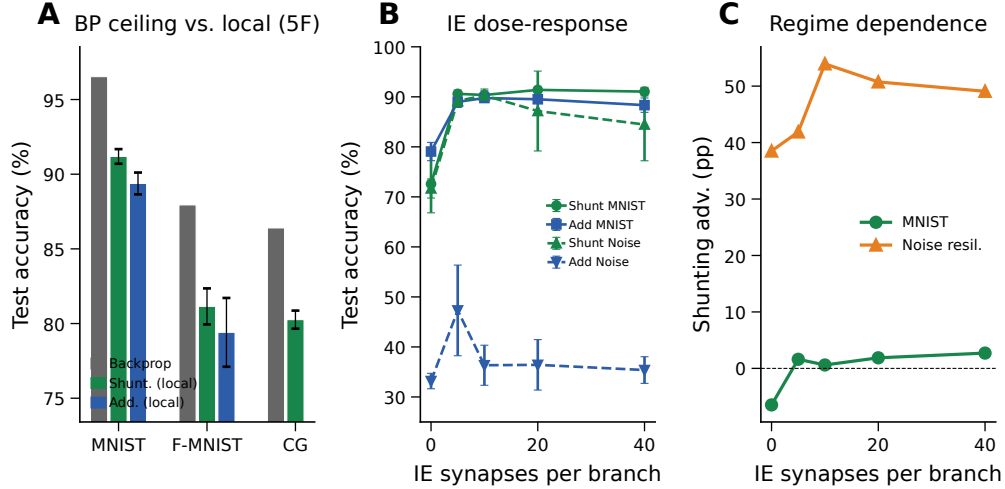 A BP ceiling vs. local (5F)
Test accuracy (%)
95
90
85
80
75
Backprop
Shunt. (local)
Add. (local)
MNIST F-MNIST CG
B IE dose-response
Test accuracy (%)
100
90
80
70
60
50
40
30
Shunt MNIST
Add MNIST
Shunt Noise
Add Noise
0 20 40
IE synapses per branch
C Regime dependence
Shunting adv. (pp)
50
40
30
20
10
0
MNIST
Noise resil.
0 20 40
IE synapses per branch